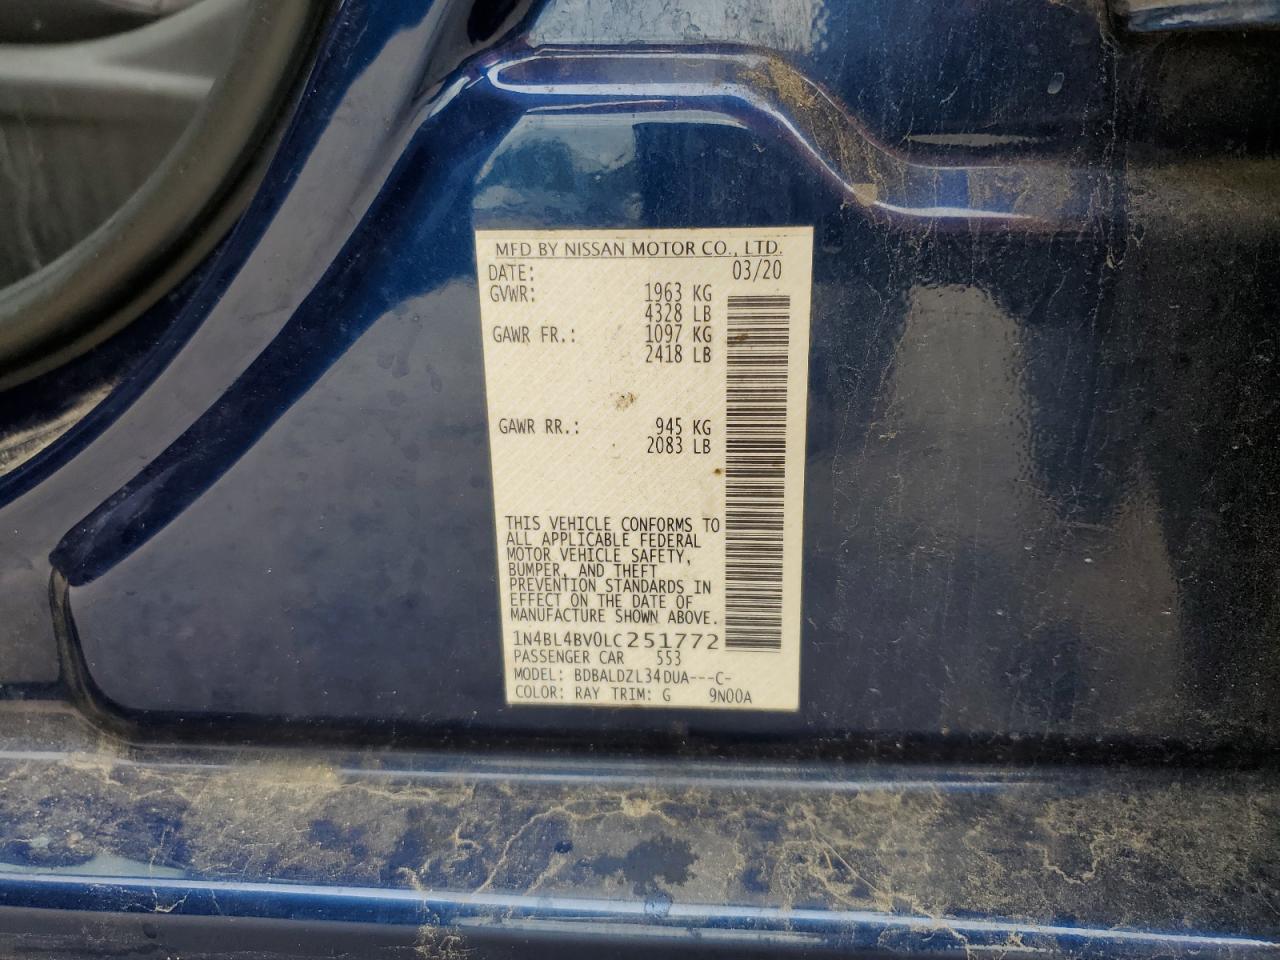 MFD BY NISSAN MOTOR CO., LTD.
DATE: 03/20
GVWR: 1963 KG
4328 LB
GAWR FR.: 1097 KG
2418 LB
GAWR RR.: 945 KG
2083 LB
THIS VEHICLE CONFORMS TO
ALL APPLICABLE FEDERAL
MOTOR VEHICLE SAFETY,
BUMPER, AND THEFT
PREVENTION STANDARDS IN
EFFECT ON THE DATE OF
MANUFACTURE SHOWN ABOVE.
1N4BL4BV0LC251772
PASSENGER CAR 553
MODEL: BDBALDZL34DUA---C-
COLOR: RAY TRIM: G 9N00A